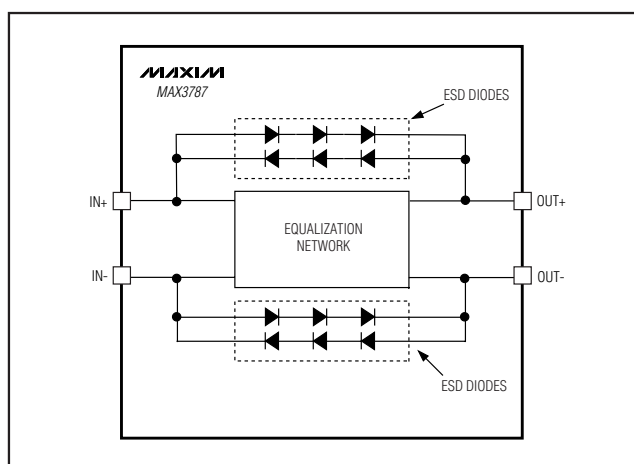 MAXIM
MAX3787
ESD DIODES
IN+
OUT+
EQUALIZATION
NETWORK
IN-
OUT-
ESD DIODES